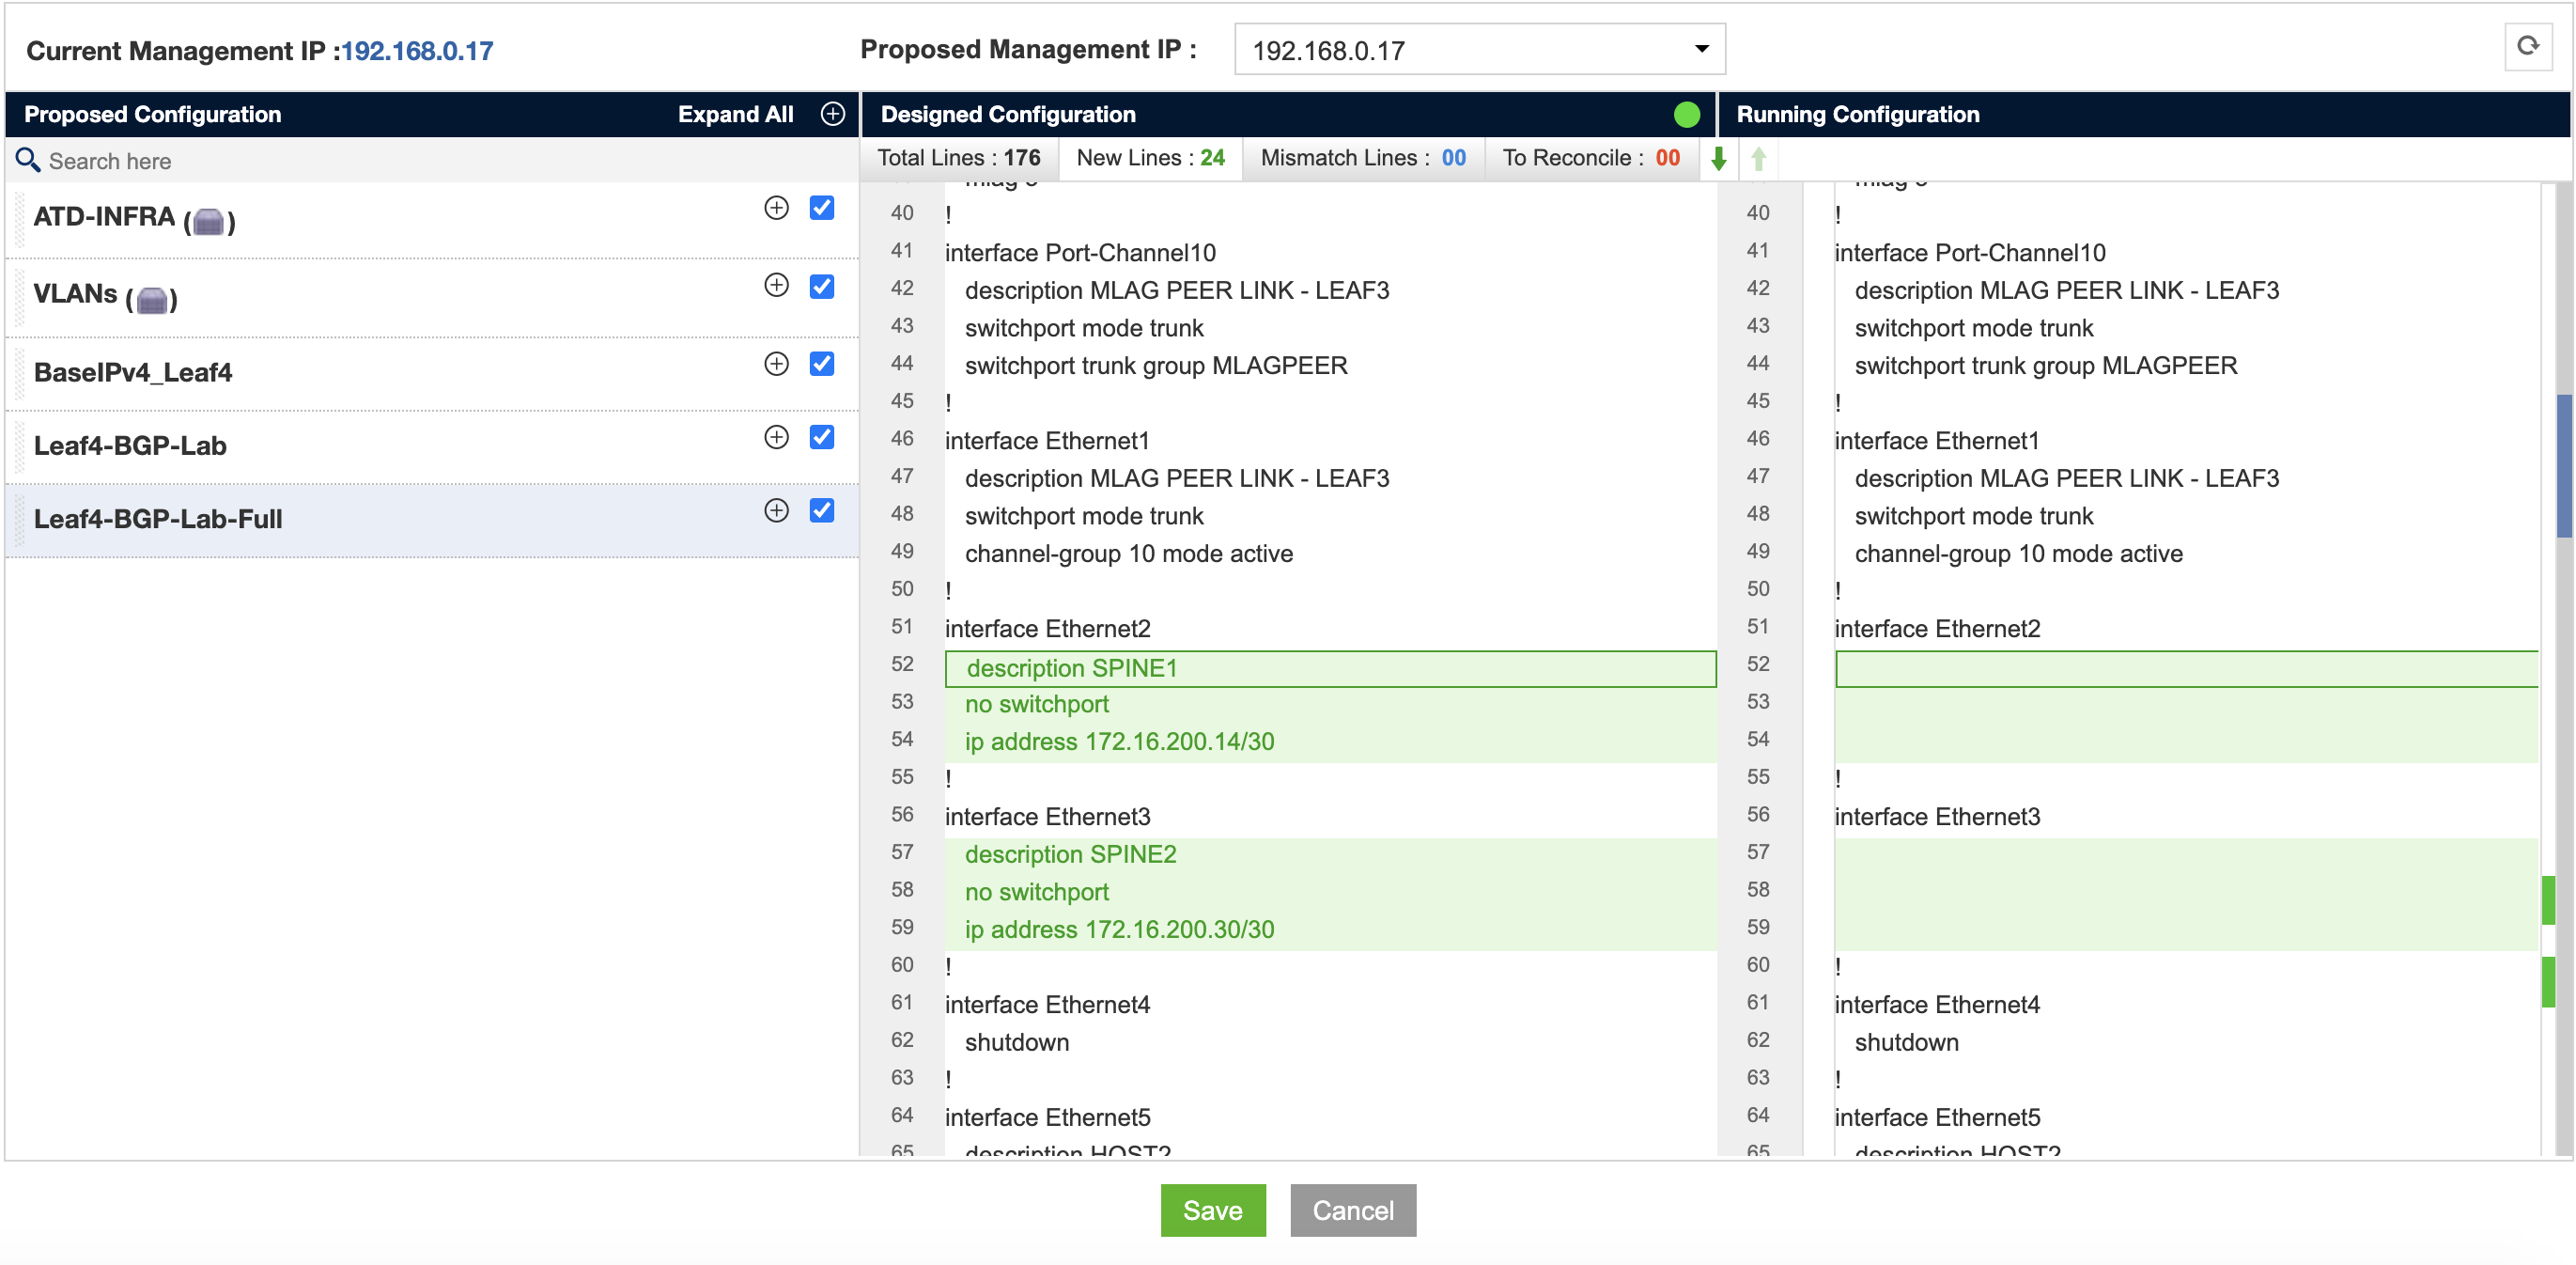 Current Management IP :192.168.0.17
Proposed Management IP : 192.168.0.17
Proposed Configuration Expand All
Search here
ATD-INFRA ( )
VLANs ( )
BaseIPv4_Leaf4
Leaf4-BGP-Lab
Leaf4-BGP-Lab-Full
Designed Configuration
Total Lines : 176 New Lines : 24 Mismatch Lines : 00 To Reconcile : 00
40 !
41 interface Port-Channel10
42 description MLAG PEER LINK - LEAF3
43 switchport mode trunk
44 switchport trunk group MLAGPEER
45 !
46 interface Ethernet1
47 description MLAG PEER LINK - LEAF3
48 switchport mode trunk
49 channel-group 10 mode active
50 !
51 interface Ethernet2
52 description SPINE1
53 no switchport
54 ip address 172.16.200.14/30
55 !
56 interface Ethernet3
57 description SPINE2
58 no switchport
59 ip address 172.16.200.30/30
60 !
61 interface Ethernet4
62 shutdown
63 !
64 interface Ethernet5
65 description HOST2
Running Configuration
40 !
41 interface Port-Channel10
42 description MLAG PEER LINK - LEAF3
43 switchport mode trunk
44 switchport trunk group MLAGPEER
45 !
46 interface Ethernet1
47 description MLAG PEER LINK - LEAF3
48 switchport mode trunk
49 channel-group 10 mode active
50 !
51 interface Ethernet2
52
53
54
55 !
56 interface Ethernet3
57
58
59
60 !
61 interface Ethernet4
62 shutdown
63 !
64 interface Ethernet5
65 description HOST2
Save Cancel